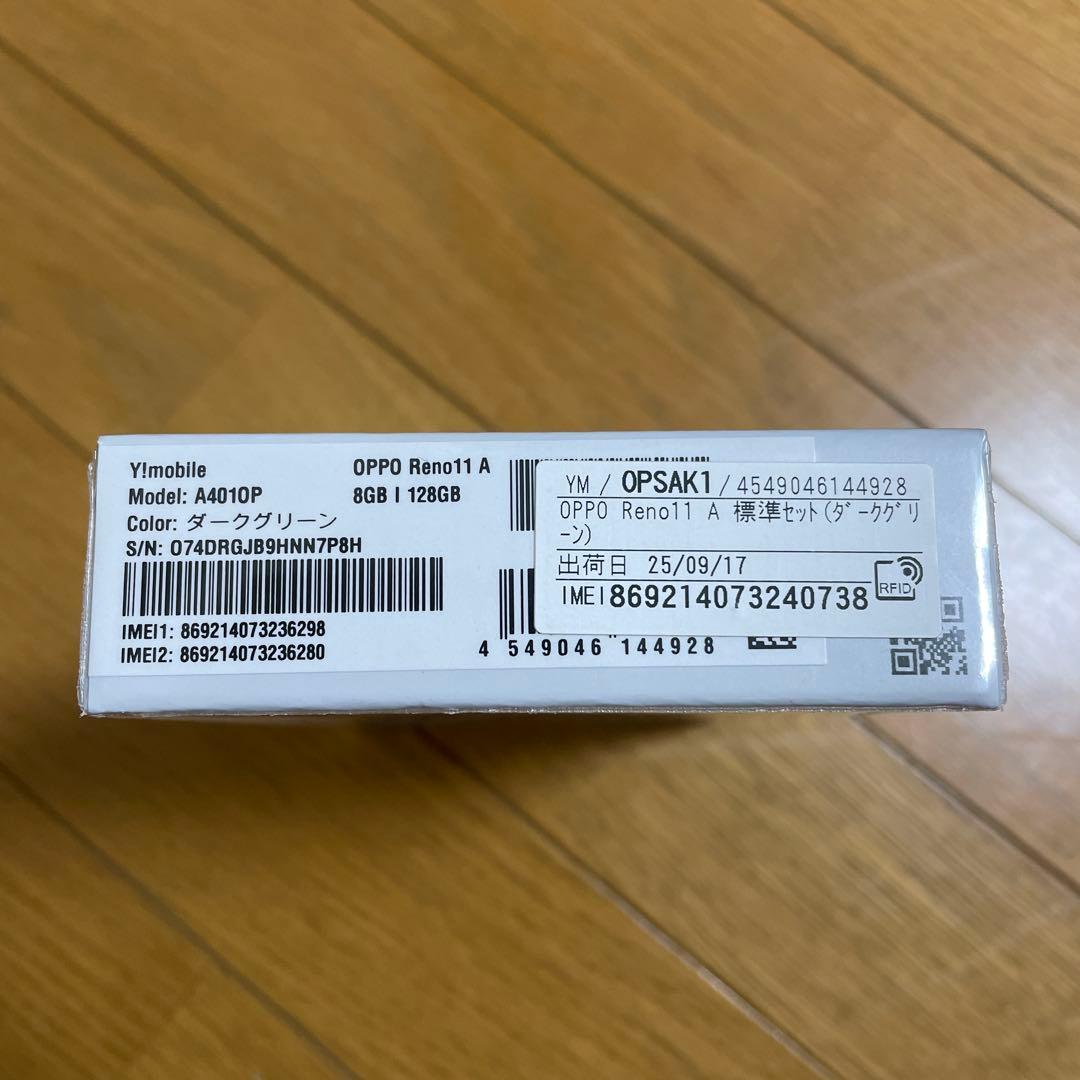 Y!mobile
OPPO Reno11 A
Model: A401OP
8GB | 128GB
Color: ダークグリーン
S/N: O74DRGJB9HNN7P8H
IMEI1: 869214073236298
IMEI2: 869214073236280
4 549046 144928
YM / OPSAK1 / 4549046144928
OPPO Reno11 A 標準ｾｯﾄ(ﾀﾞｰｸｸﾞﾘ
ｰﾝ)
出荷日 25/09/17
IMEI 869214073240738
RFID